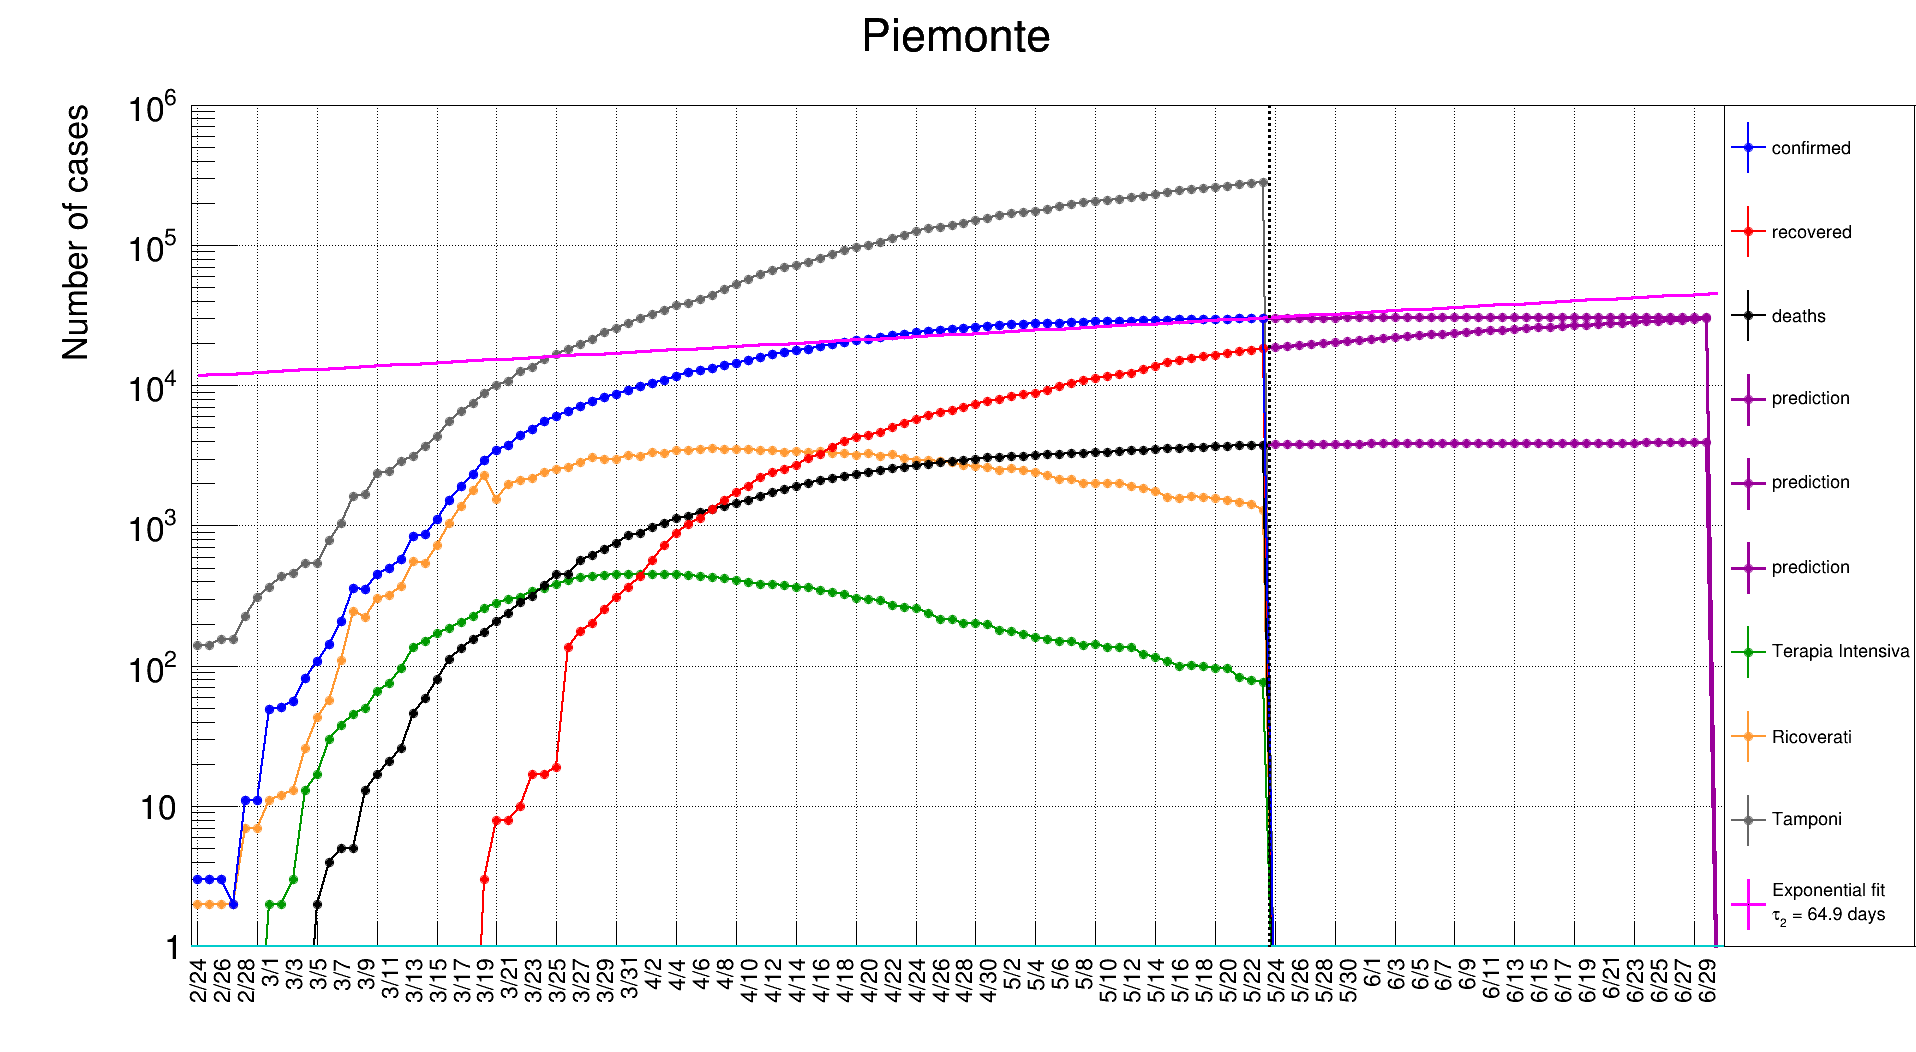 Piemonte
Number of cases
10^6
10^5
10^4
10^3
10^2
10
1
2/24 2/26 2/28 3/1 3/3 3/5 3/7 3/9 3/11 3/13 3/15 3/17 3/19 3/21 3/23 3/25 3/27 3/29 3/31 4/2 4/4 4/6 4/8 4/10 4/12 4/14 4/16 4/18 4/20 4/22 4/24 4/26 4/28 4/30 5/2 5/4 5/6 5/8 5/10 5/12 5/14 5/16 5/18 5/20 5/22 5/24 5/26 5/28 5/30 6/1 6/3 6/5 6/7 6/9 6/11 6/13 6/15 6/17 6/19 6/21 6/23 6/25 6/27 6/29
confirmed
recovered
deaths
prediction
prediction
prediction
Terapia Intensiva
Ricoverati
Tamponi
Exponential fit
τ₂ = 64.9 days